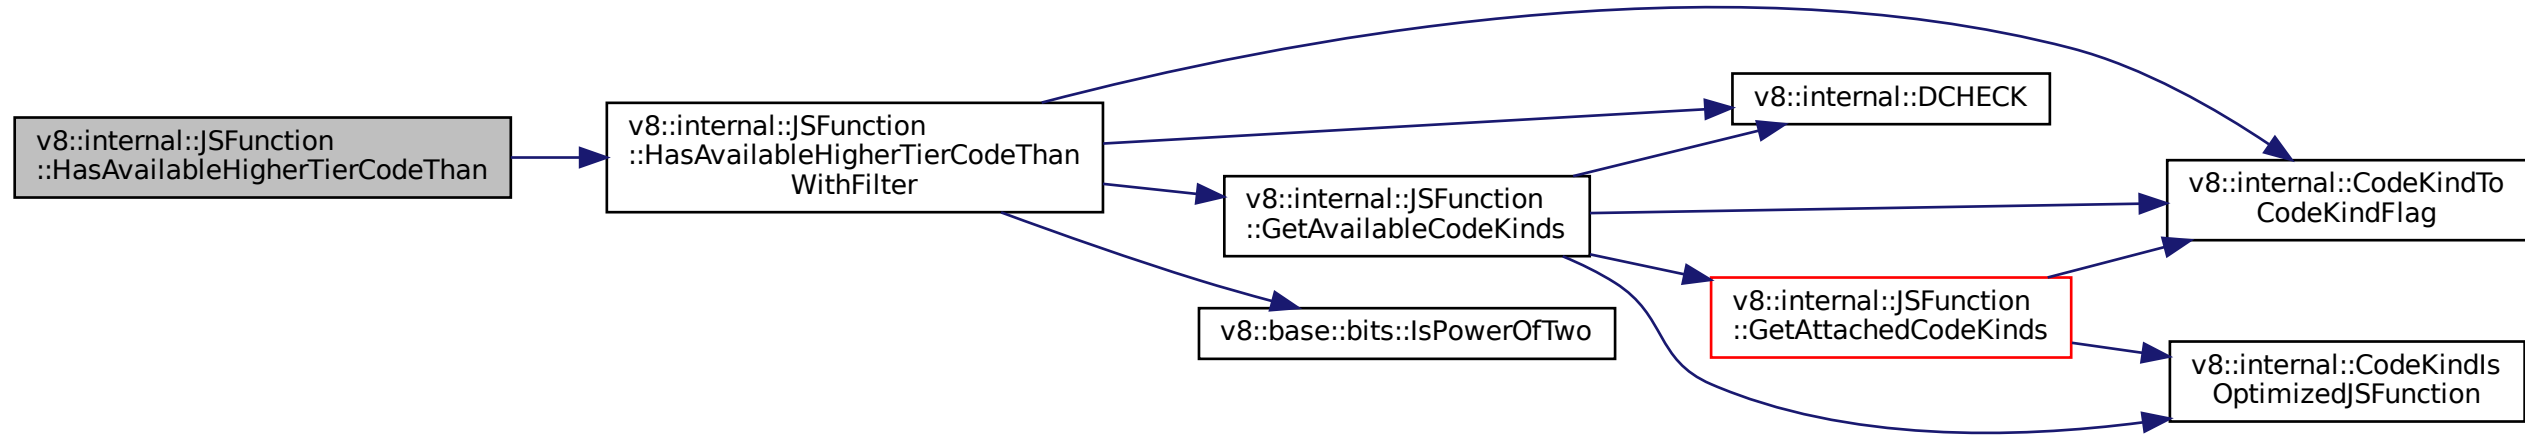 v8::internal::JSFunction
::HasAvailableHigherTierCodeThan
v8::internal::JSFunction
::HasAvailableHigherTierCodeThan
WithFilter
v8::internal::JSFunction
::GetAvailableCodeKinds
v8::base::bits::IsPowerOfTwo
v8::internal::DCHECK
v8::internal::JSFunction
::GetAttachedCodeKinds
v8::internal::CodeKindTo
CodeKindFlag
v8::internal::CodeKindIs
OptimizedJSFunction